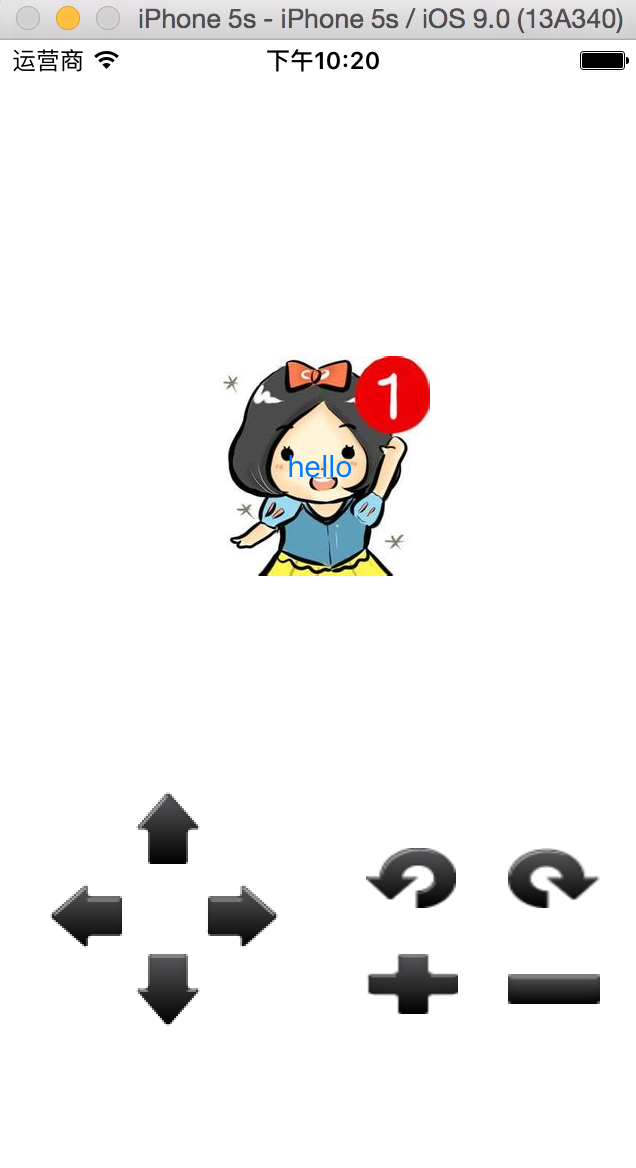 iPhone 5s - iPhone 5s / iOS 9.0 (13A340)
运营商 下午10:20
1
hello